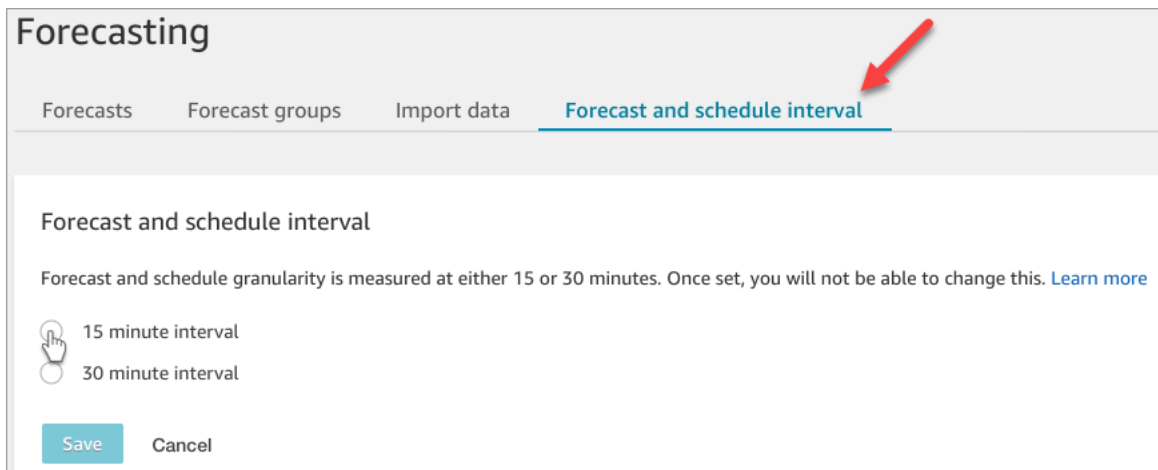 Forecasting
Forecasts Forecast groups Import data Forecast and schedule interval
Forecast and schedule interval
Forecast and schedule granularity is measured at either 15 or 30 minutes. Once set, you will not be able to change this. Learn more
15 minute interval
30 minute interval
Save Cancel